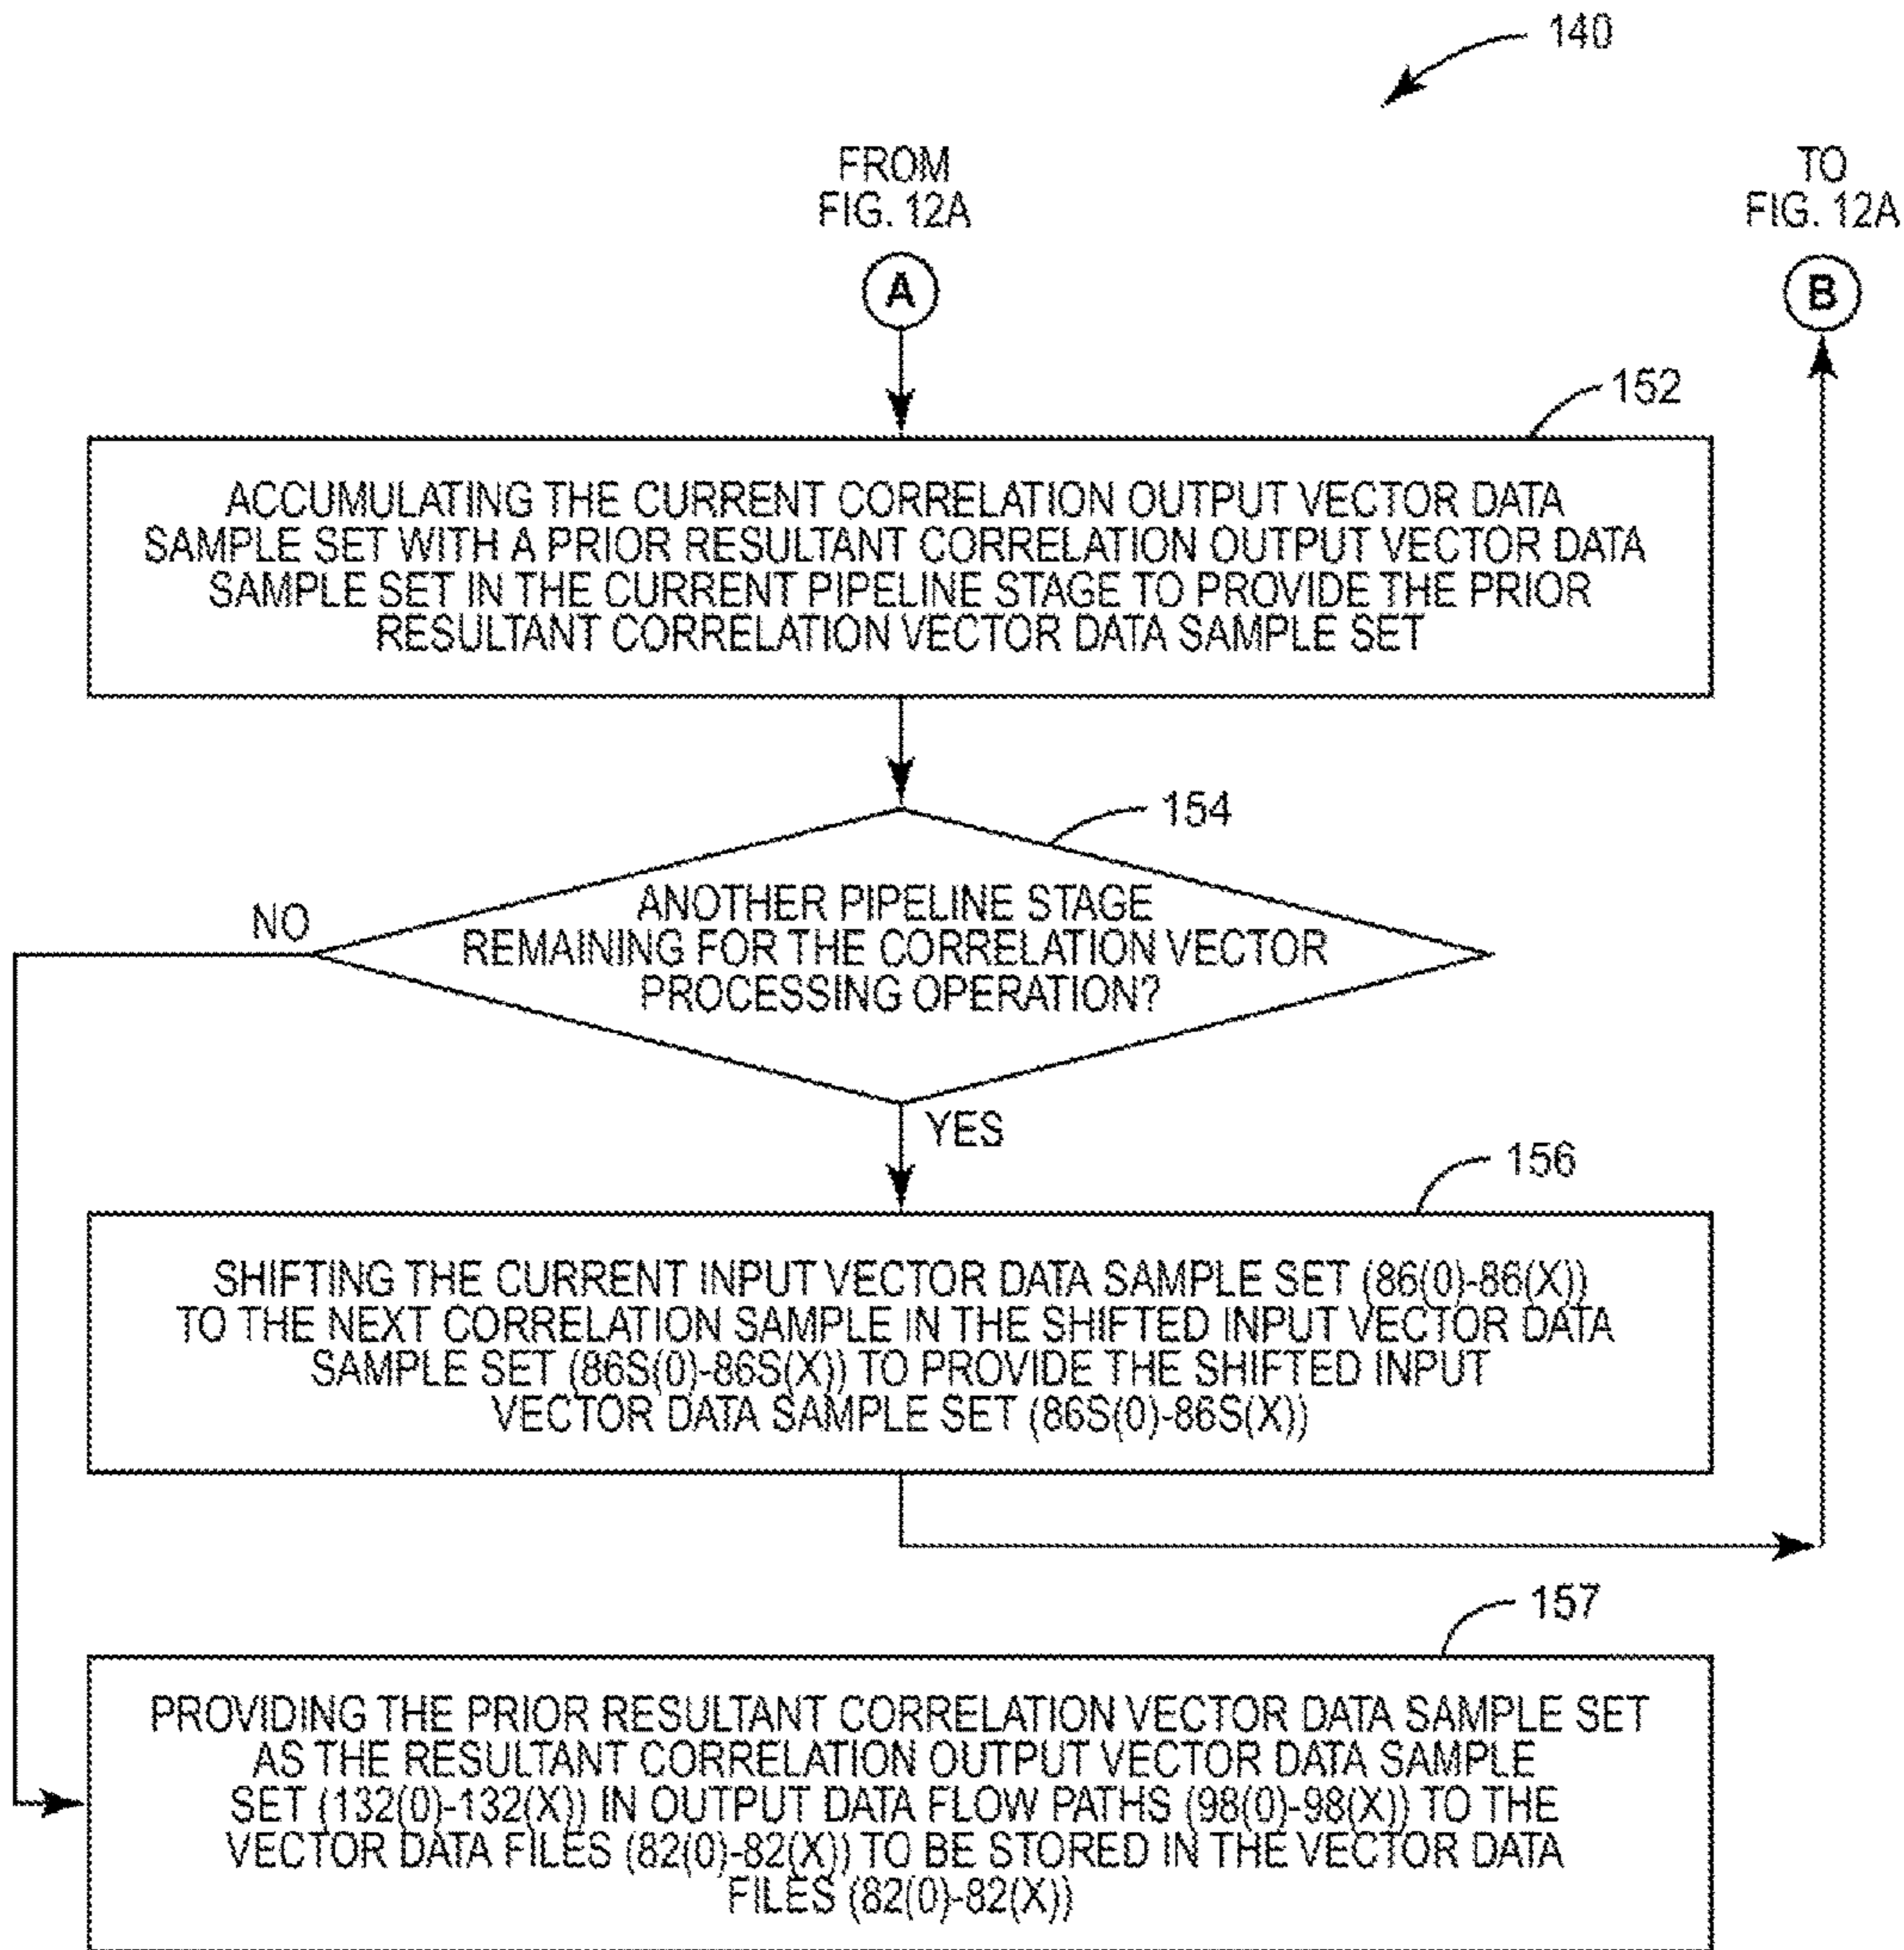 140
FROM
FIG. 12A
A
TO
FIG. 12A
B
152
ACCUMULATING THE CURRENT CORRELATION OUTPUT VECTOR DATA
SAMPLE SET WITH A PRIOR RESULTANT CORRELATION OUTPUT VECTOR DATA
SAMPLE SET IN THE CURRENT PIPELINE STAGE TO PROVIDE THE PRIOR
RESULTANT CORRELATION VECTOR DATA SAMPLE SET
154
ANOTHER PIPELINE STAGE
REMAINING FOR THE CORRELATION VECTOR
PROCESSING OPERATION?
NO
YES
156
SHIFTING THE CURRENT INPUT VECTOR DATA SAMPLE SET (86(0)-86(X))
TO THE NEXT CORRELATION SAMPLE IN THE SHIFTED INPUT VECTOR DATA
SAMPLE SET (86S(0)-86S(X)) TO PROVIDE THE SHIFTED INPUT
VECTOR DATA SAMPLE SET (86S(0)-86S(X))
157
PROVIDING THE PRIOR RESULTANT CORRELATION VECTOR DATA SAMPLE SET
AS THE RESULTANT CORRELATION OUTPUT VECTOR DATA SAMPLE
SET (132(0)-132(X)) IN OUTPUT DATA FLOW PATHS (98(0)-98(X)) TO THE
VECTOR DATA FILES (82(0)-82(X)) TO BE STORED IN THE VECTOR DATA
FILES (82(0)-82(X))